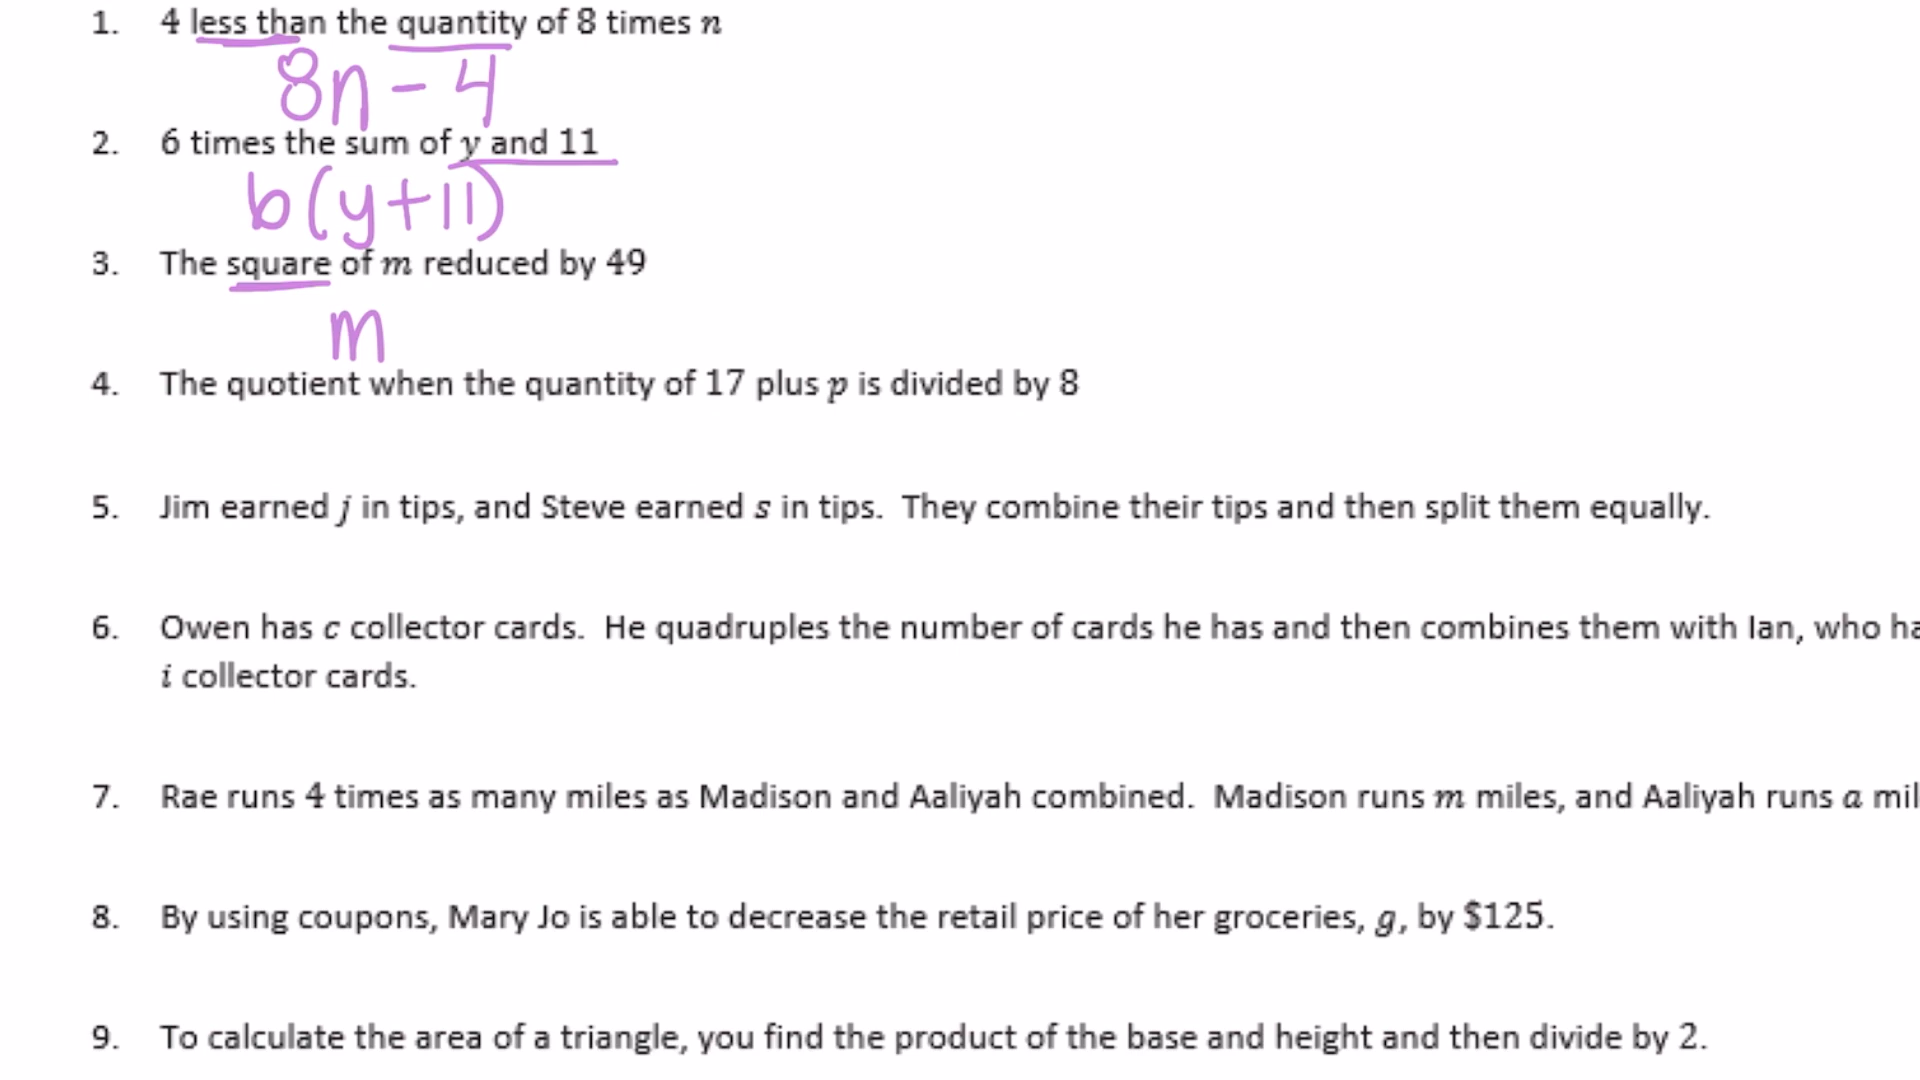 1. 4 less than the quantity of 8 times n
8n - 4
2. 6 times the sum of y and 11
6(y+11)
3. The square of m reduced by 49
m
4. The quotient when the quantity of 17 plus p is divided by 8
5. Jim earned j in tips, and Steve earned s in tips. They combine their tips and then split them equally.
6. Owen has c collector cards. He quadruples the number of cards he has and then combines them with Ian, who ha
i collector cards.
7. Rae runs 4 times as many miles as Madison and Aaliyah combined. Madison runs m miles, and Aaliyah runs a mil
8. By using coupons, Mary Jo is able to decrease the retail price of her groceries, g, by $125.
9. To calculate the area of a triangle, you find the product of the base and height and then divide by 2.